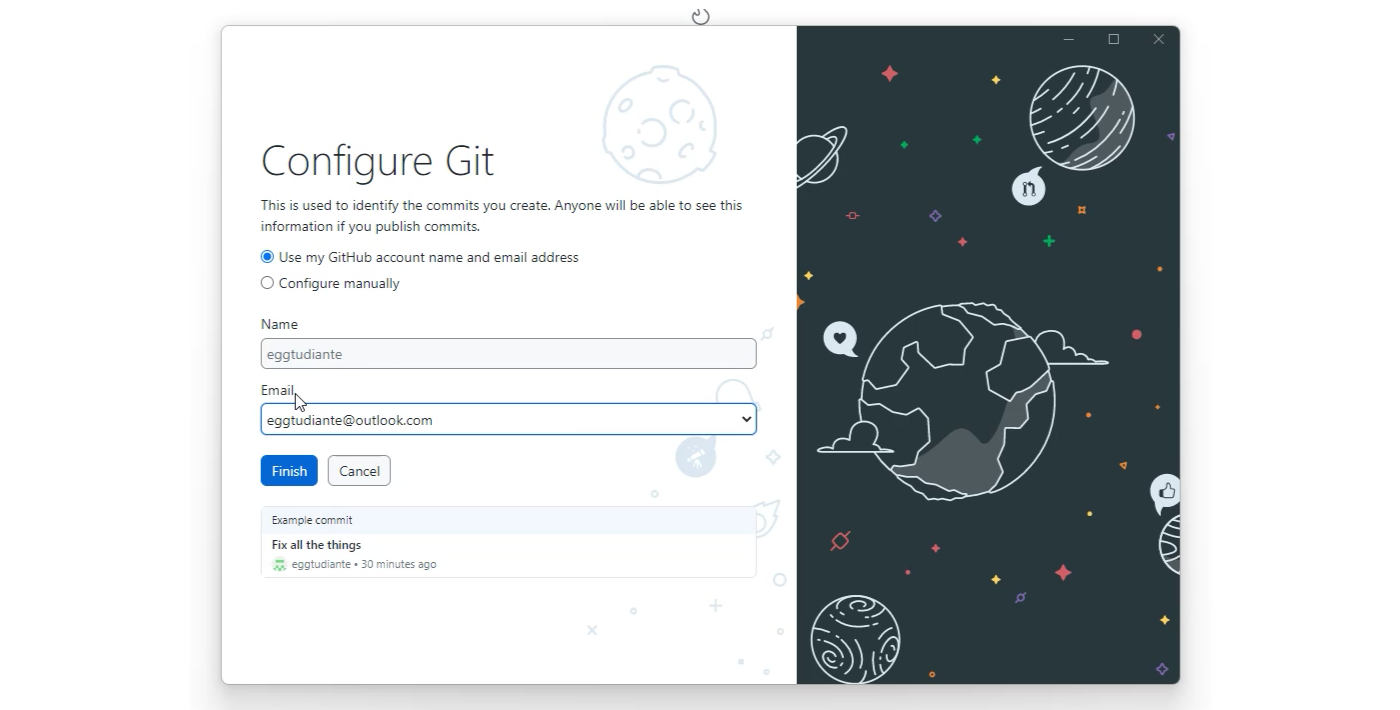 Configure Git
This is used to identify the commits you create. Anyone will be able to see this
information if you publish commits.
Use my GitHub account name and email address
Configure manually
Name
eggtudiante
Email
eggtudiante@outlook.com
Finish
Cancel
Example commit
Fix all the things
eggtudiante • 30 minutes ago